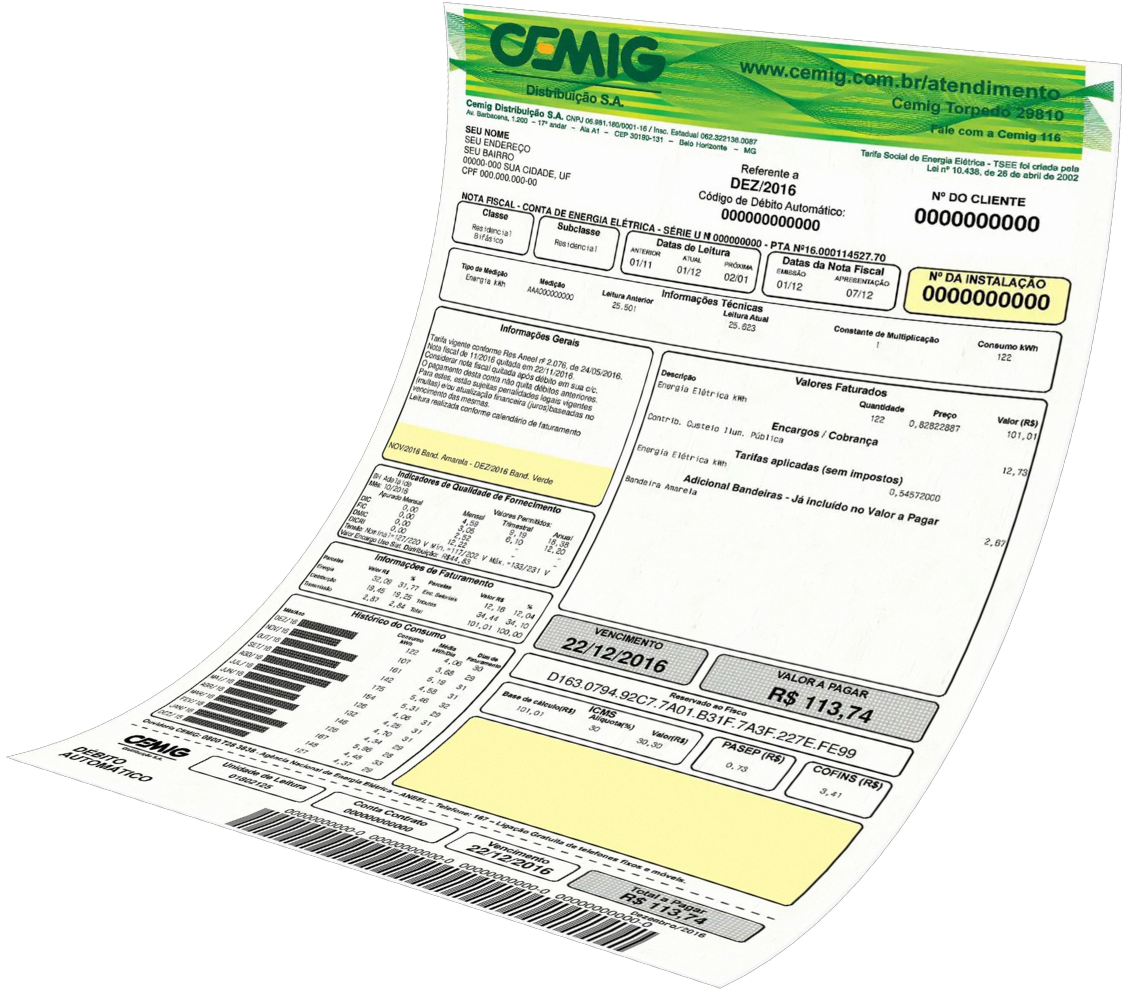 CEMIG
Distribuição S.A.
www.cemig.com.br/atendimento
Cemig Torpedo 29810
Fale com a Cemig 116
Cemig Distribuição S.A. CNPJ 06.981.180/0001-16 / Insc. Estadual 062.322136.0087
Av. Barbacena, 1.200 - 17º andar - Ala A1 - CEP 30190-131 - Belo Horizonte - MG
Tarifa Social de Energia Elétrica - TSEE foi criada pela
Lei nº 10.438, de 26 de abril de 2002
SEU NOME
SEU ENDEREÇO
SEU BAIRRO
00000-000 SUA CIDADE, UF
CPF 000.000.000-00
Referente a
DEZ/2016
Código de Débito Automático:
000000000000
Nº DO CLIENTE
0000000000
NOTA FISCAL - CONTA DE ENERGIA ELÉTRICA - SÉRIE U Nº 000000000 - PTA Nº16.000114527.70
Classe
Residencial
Bifásico
Subclasse
Residencial
Datas de Leitura
ANTERIOR ATUAL PRÓXIMA
01/11 01/12 02/01
Datas da Nota Fiscal
EMISSÃO APRESENTAÇÃO
01/12 07/12
Nº DA INSTALAÇÃO
0000000000
Informações Técnicas
Tipo de Medição Medição Leitura Anterior Leitura Atual Constante de Multiplicação Consumo kWh
Energia kWh AAA000000000 25.501 25.623 1 122
Informações Gerais
Tarifa vigente conforme Res Aneel nº 2.076, de 24/05/2016.
Nota fiscal de 11/2016 quitada em 22/11/2016.
Considerar nota fiscal quitada após débito em sua c/c.
O pagamento desta conta não quita débitos anteriores.
Para estes, estão sujeitas penalidades legais vigentes
(multas) e/ou atualização financeira (juros)baseadas no
vencimento das mesmas.
Leitura realizada conforme calendário de faturamento
NOV/2016 Band. Amarela - DEZ/2016 Band. Verde
Valores Faturados
Descrição Quantidade Preço Valor (R$)
Energia Elétrica kWh 122 0,82822887 101,01
Encargos / Cobrança
Contrib. Custeio Ilum. Pública 12,73
Tarifas aplicadas (sem impostos)
Energia Elétrica kWh 0,54572000
Adicional Bandeiras - Já incluído no Valor a Pagar
Bandeira Amarela 2,67
Indicadores de Qualidade de Fornecimento
Mês: 10/2016
Apurado Mensal Valores Permitidos:
Mensal Trimestral Anual
DIC 0,00 4,59 9,19 18,38
FIC 0,00 3,05 6,10 12,20
DMIC 0,00 2,52 - -
DICRI 0,00 12,22 - -
Tensão Nominal=127/220 V Min.=117/202 V Máx.=133/231 V
Valor Encargo Uso Sist. Distribuição: R$44,83
Informações de Faturamento
Parcelas Valor R$ % Parcelas Valor R$ %
Energia 32,09 31,77 Enc. Setoriais 12,16 12,04
Distribuição 19,45 19,25 Tributos 34,44 34,10
Transmissão 2,87 2,84 Total 101,01 100,00
Histórico do Consumo
Mês/Ano Consumo kWh Média kWh/Dia Dias de Faturamento
DEZ/16 122 4,06 30
NOV/16 107 3,68 29
OUT/16 161 5,19 31
SET/16 142 4,58 31
AGO/16 175 5,46 32
JUL/16 164 5,31 31
JUN/16 126 4,06 31
MAI/16 132 4,25 31
ABR/16 126 4,34 29
MAR/16 167 5,96 28
FEV/16 4,48 33
JAN/16 127 4,37 29
DEZ/15
VENCIMENTO
22/12/2016
VALOR A PAGAR
R$ 113,74
Reservado ao Fisco
D163.0794.92C7.7A01.B31F.7A3F.227E.FE99
ICMS
Base de cálculo(R$) Alíquota(%) Valor(R$)
101,01 30 30,30
PASEP (R$)
0,73
COFINS (R$)
3,41
Ouvidoria CEMIG: 0800 728 3838 - Agência Nacional de Energia Elétrica - ANEEL - Telefone: 167 - Ligação Gratuita de telefones fixos e móveis.
CEMIG
Distribuição S.A.
DÉBITO
AUTOMÁTICO
Unidade de Leitura
01302125
Conta Contrato
000000000000
Vencimento
22/12/2016
Total a Pagar
R$ 113,74
Dezembro/2016
00000000000-0 00000000000-0 00000000000-0 00000000000-0